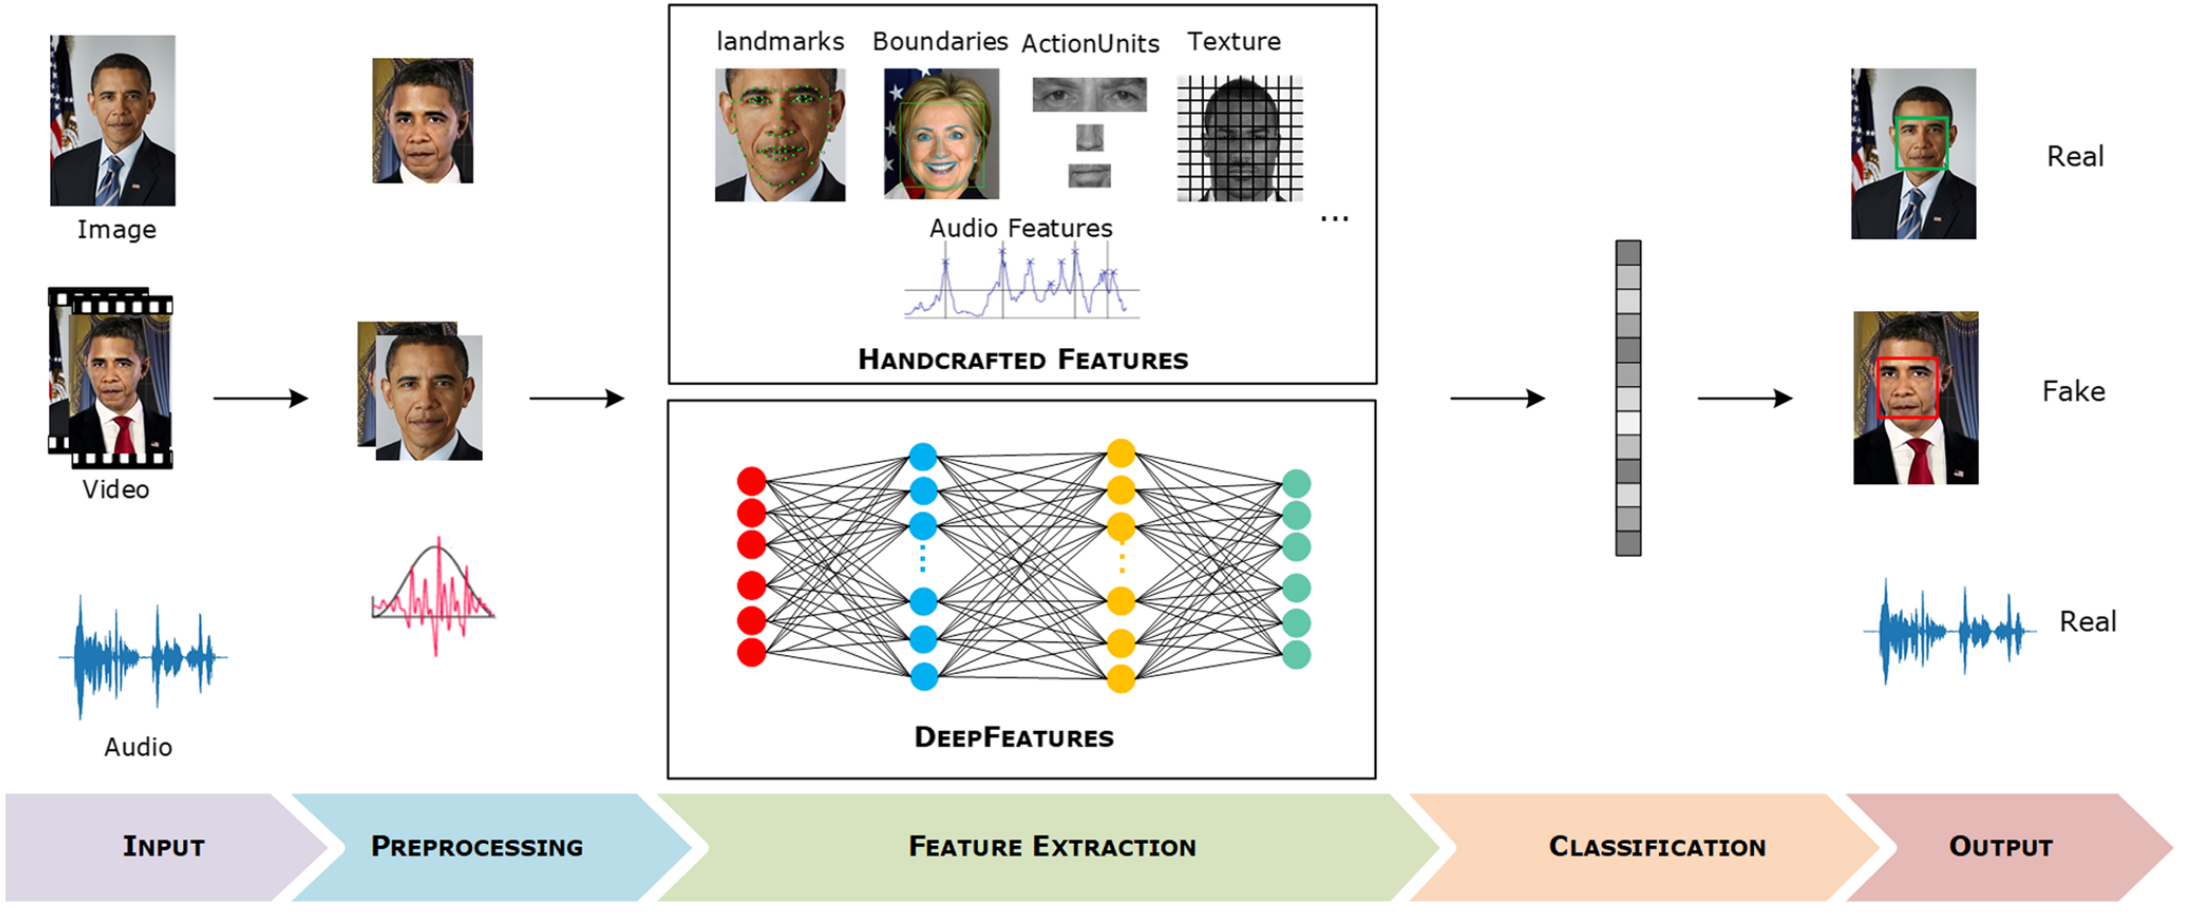 landmarks
Boundaries
ActionUnits
Texture
...
Audio Features
HANDCRAFTED FEATURES
Image
Video
Audio
DEEPFEATURES
Real
Fake
Real
INPUT
PREPROCESSING
FEATURE EXTRACTION
CLASSIFICATION
OUTPUT